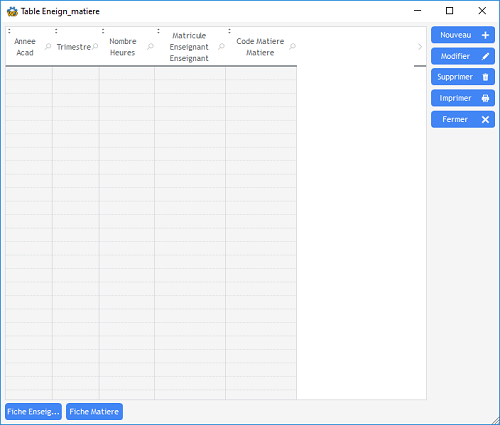 Table Eneign_matiere
Annee
Acad
Trimestre
Nombre
Heures
Matricule
Enseignant
Enseignant
Code Matiere
Matiere
Nouveau
Modifier
Supprimer
Imprimer
Fermer
Fiche Enseig...
Fiche Matiere